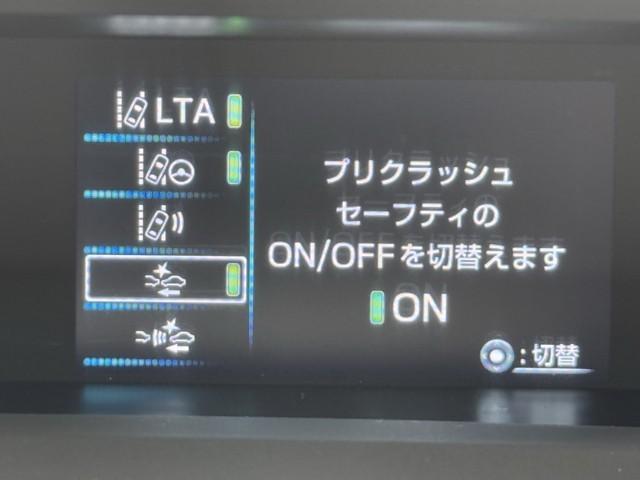 LTA
プリクラッシュ
セーフティの
ON/OFFを切替えます
ON
:切替